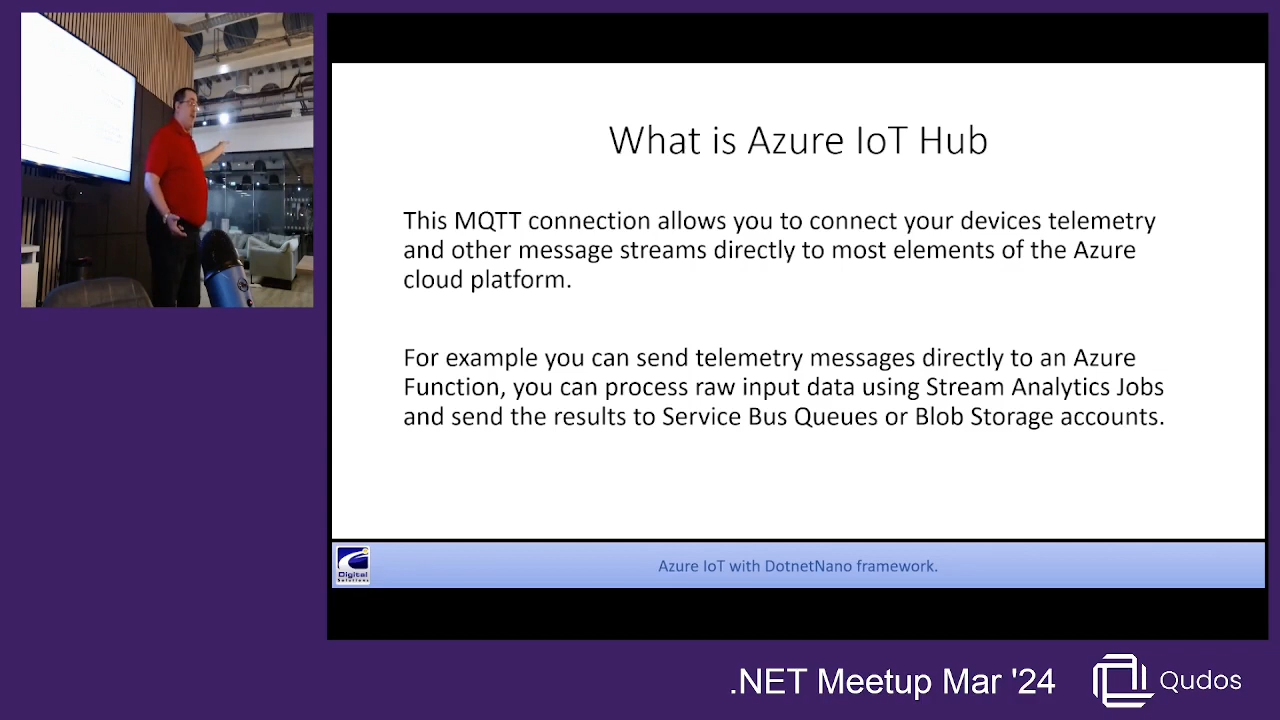 What is Azure IoT Hub
This MQTT connection allows you to connect your devices telemetry
and other message streams directly to most elements of the Azure
cloud platform.
For example you can send telemetry messages directly to an Azure
Function, you can process raw input data using Stream Analytics Jobs
and send the results to Service Bus Queues or Blob Storage accounts.
Digital
Solutions
Azure IoT with DotnetNano framework.
.NET Meetup Mar '24
Qudos